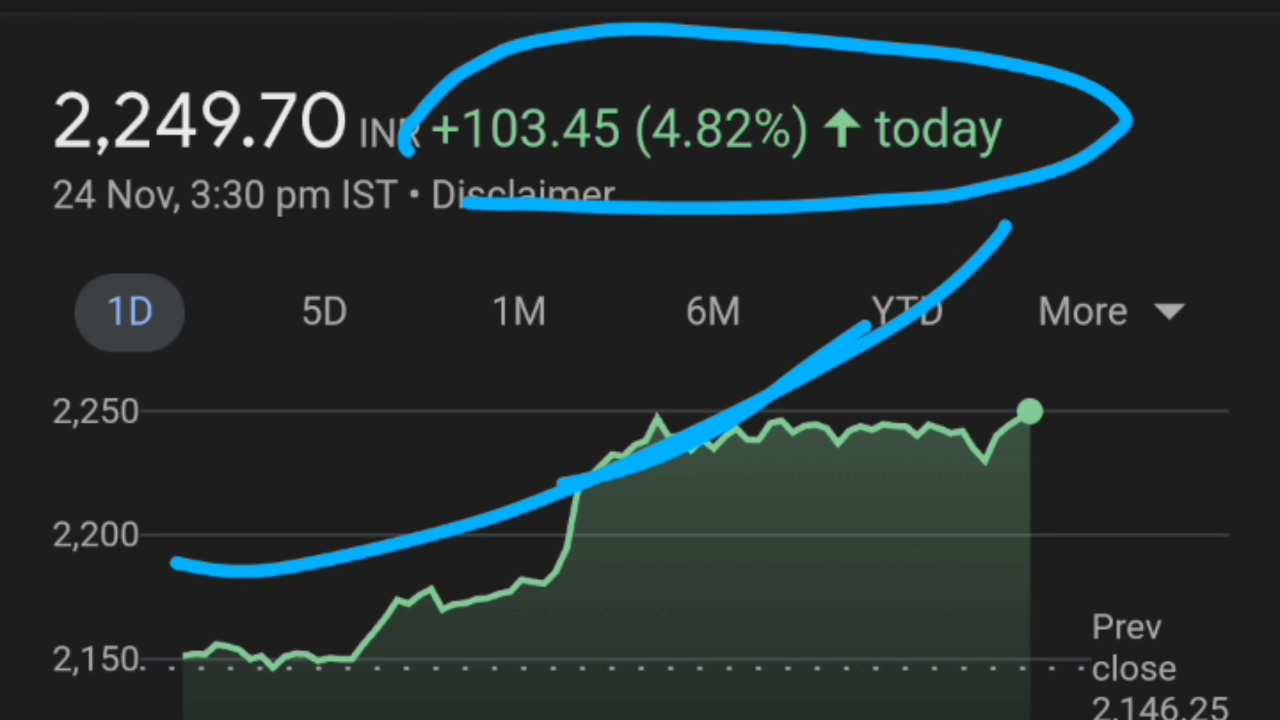 2,249.70 INR +103.45 (4.82%) ↑ today
24 Nov, 3:30 pm IST • Disclaimer
1D 5D 1M 6M YTD More
2,250
2,200
2,150
Prev
close
2,146.25